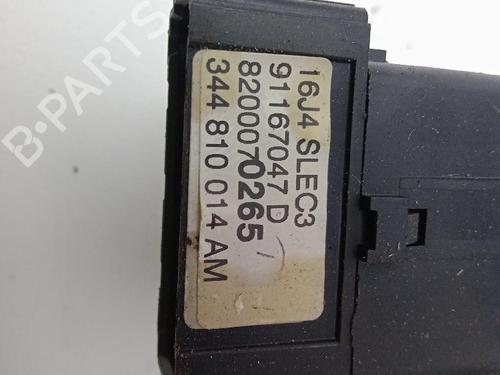 16J4 SLEC3
91167047 D
8200070265
344 810 014 AM
B-PARTS